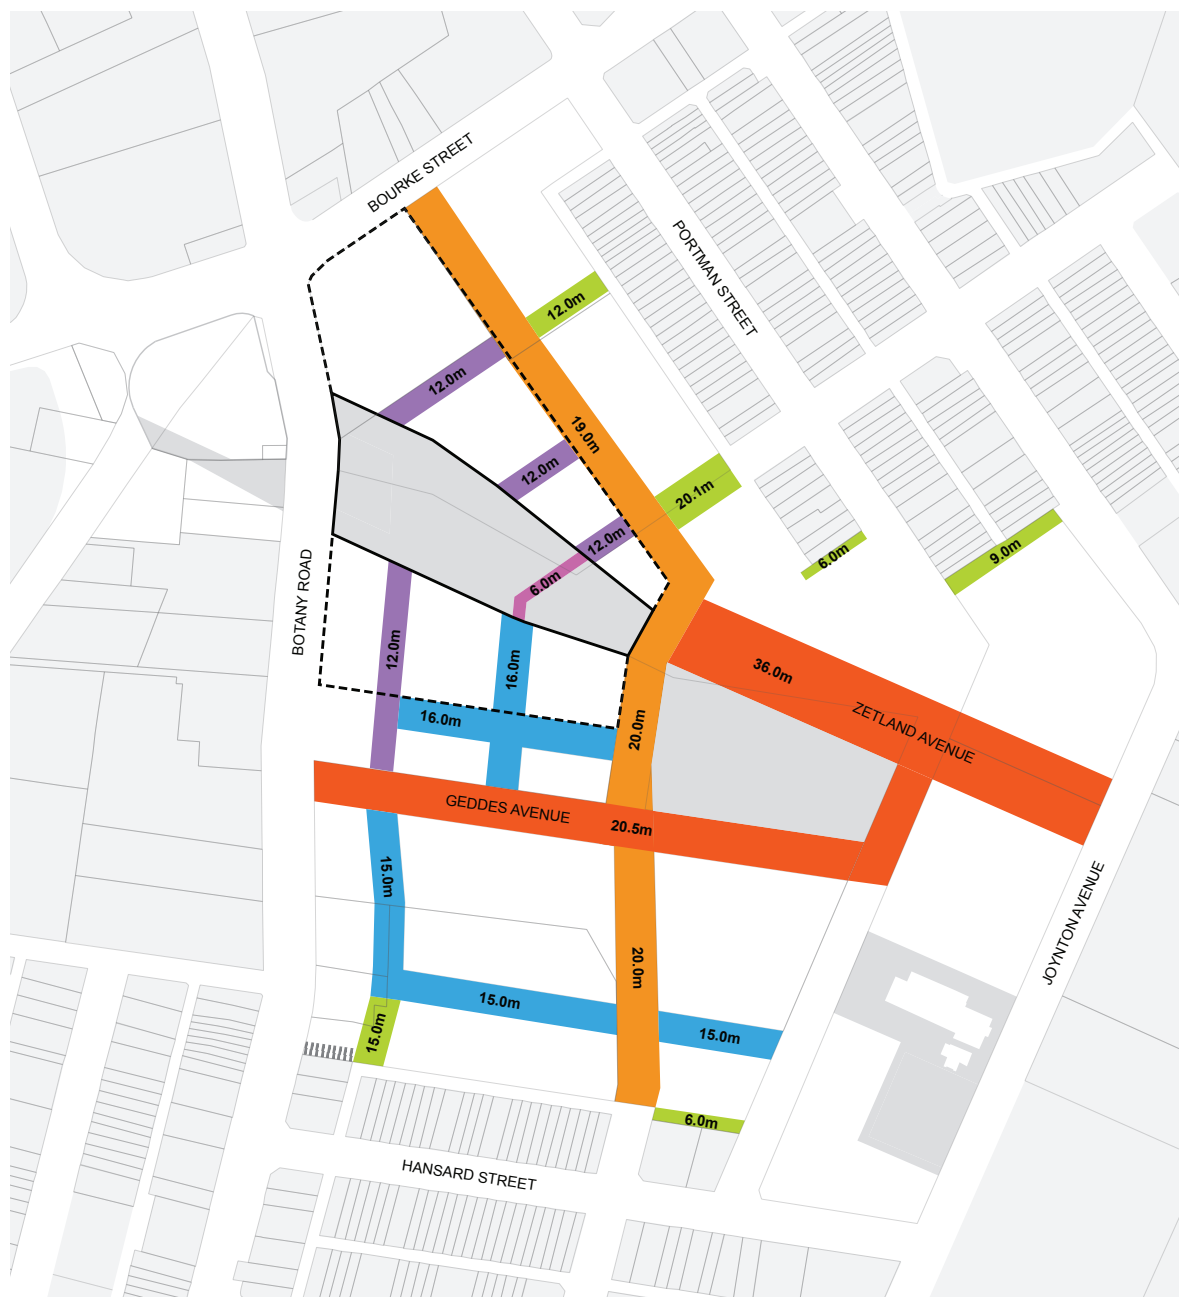 BOURKE STREET
PORTMAN STREET
12.0m
12.0m
19.0m
12.0m
20.1m
12.0m
6.0m
9.0m
6.0m
BOTANY ROAD
12.0m
16.0m
36.0m
16.0m
20.0m
ZETLAND AVENUE
GEDDES AVENUE
20.5m
15.0m
JOYNTON AVENUE
20.0m
15.0m
15.0m
15.0m
6.0m
HANSARD STREET